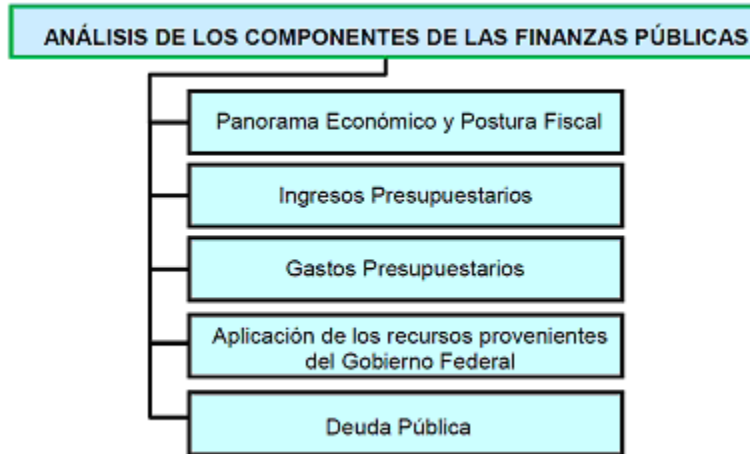 ANÁLISIS DE LOS COMPONENTES DE LAS FINANZAS PÚBLICAS
Panorama Económico y Postura Fiscal
Ingresos Presupuestarios
Gastos Presupuestarios
Aplicación de los recursos provenientes
del Gobierno Federal
Deuda Pública